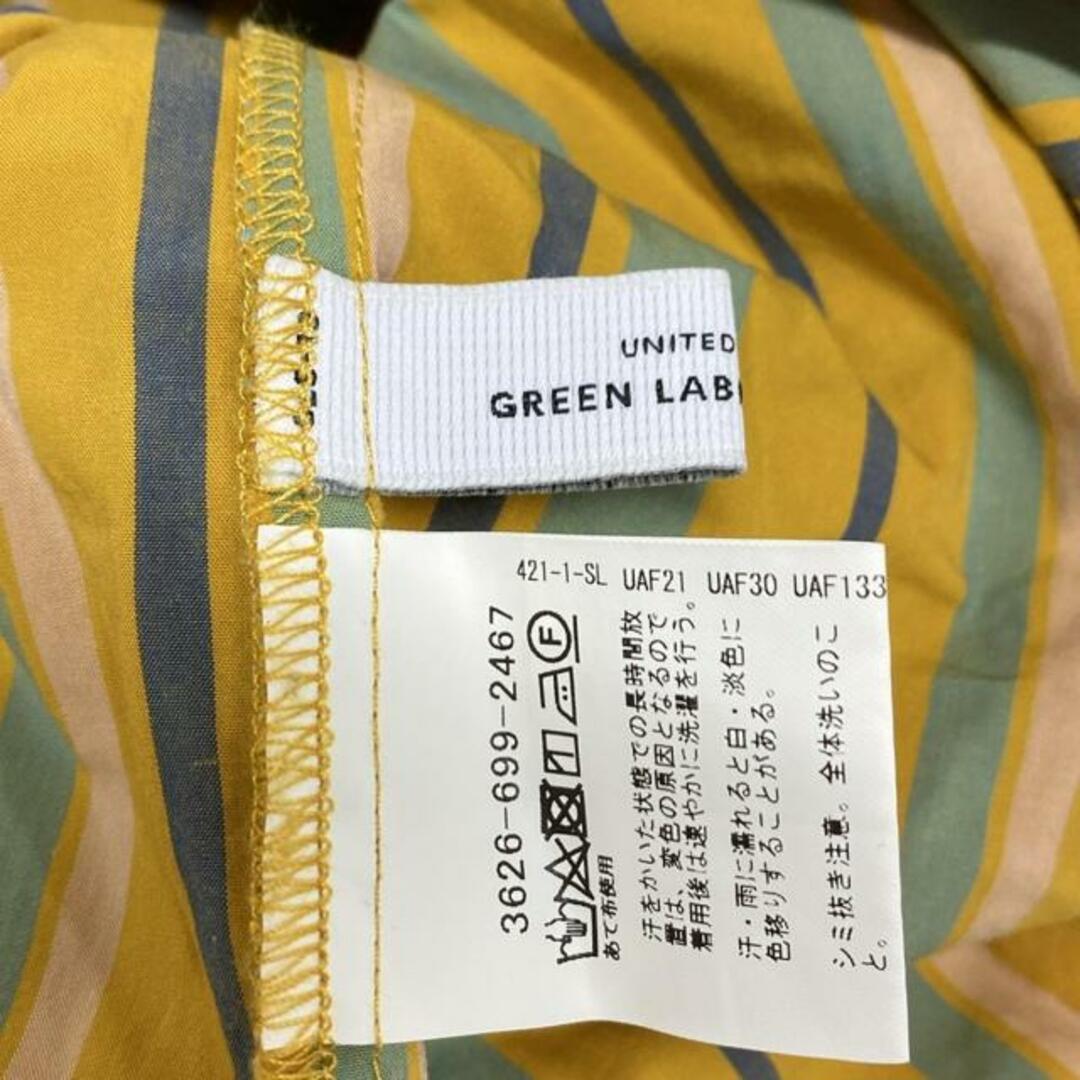 UNITED
GREEN LAB
421-1-SL UAF21 UAF30 UAF133
3626-699-2467
F
あて布使用
汗をかいた状態での長時間放
置は、変色の原因となるので
着用後は速やかに洗濯を行う。
汗・雨に濡れると白・淡色に
色移りすることがある。
シミ抜き注意。全体洗いのこ
と。